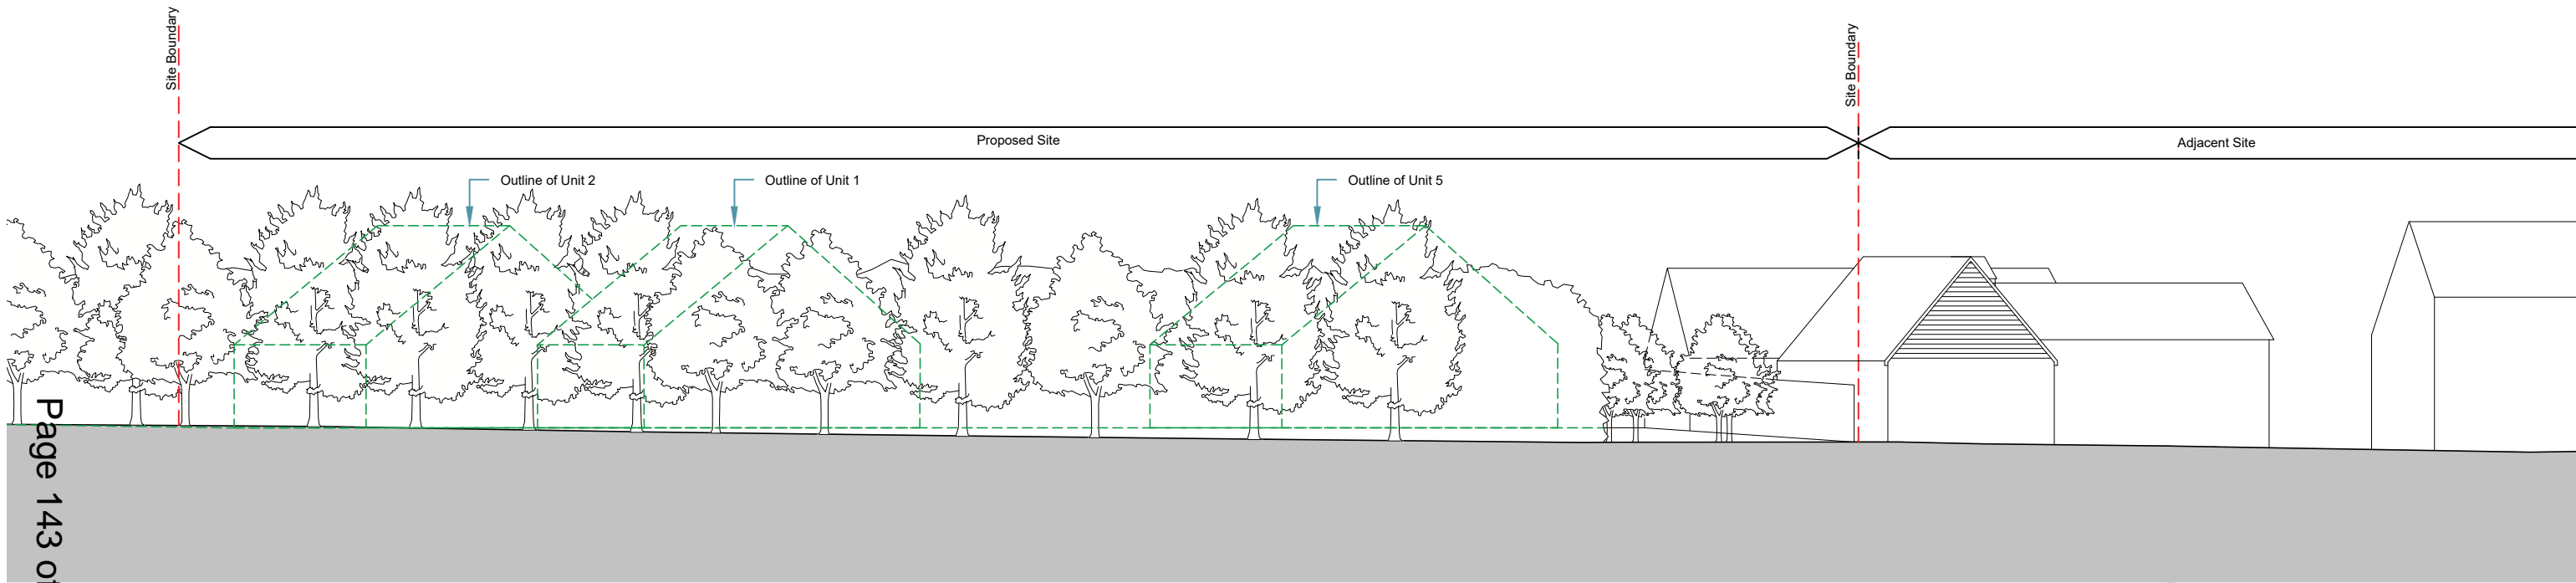 Site Boundary
Site Boundary
Proposed Site
Adjacent Site
Outline of Unit 2
Outline of Unit 1
Outline of Unit 5
Page 143 of